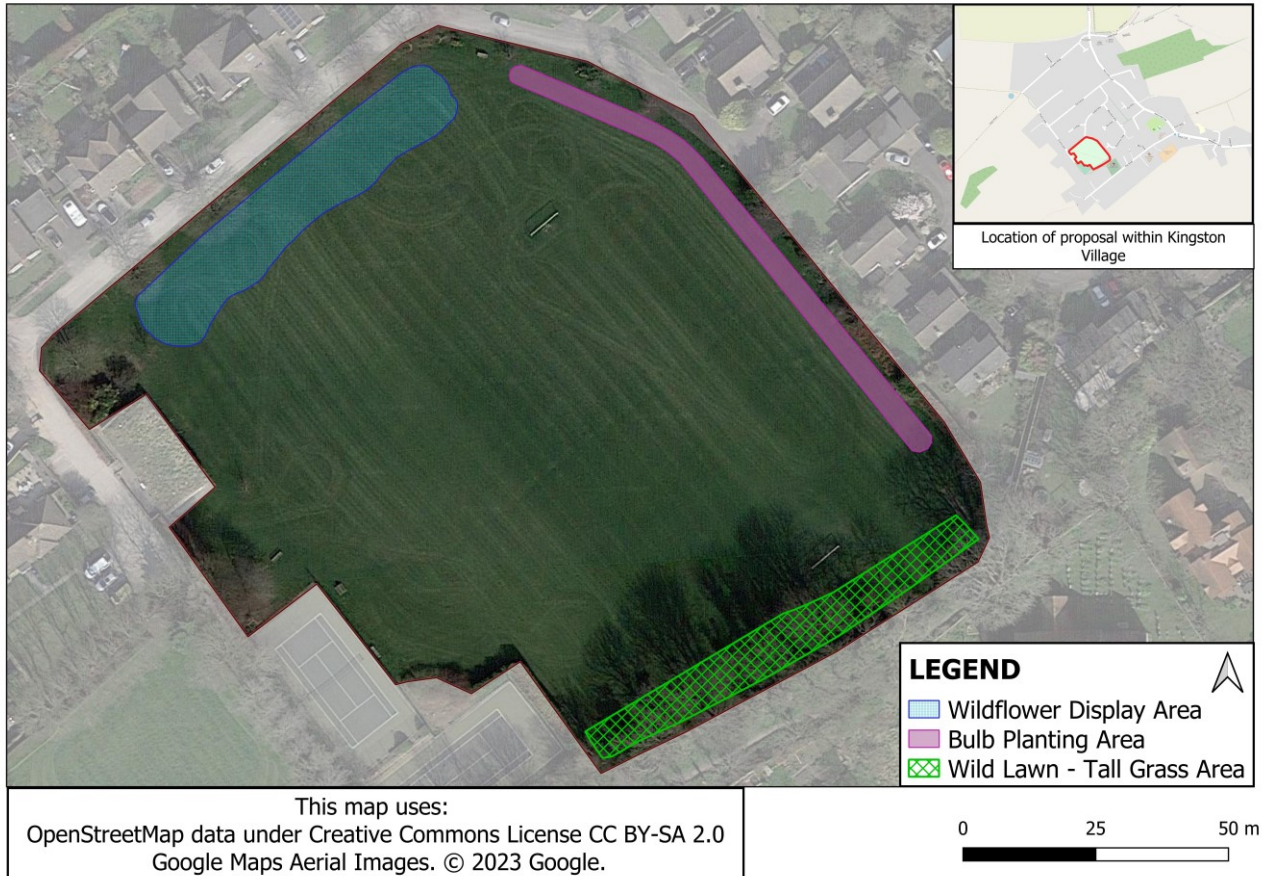 Location of proposal within Kingston
Village
LEGEND
Wildflower Display Area
Bulb Planting Area
Wild Lawn - Tall Grass Area
This map uses:
OpenStreetMap data under Creative Commons License CC BY-SA 2.0
Google Maps Aerial Images. © 2023 Google.
0 25 50 m